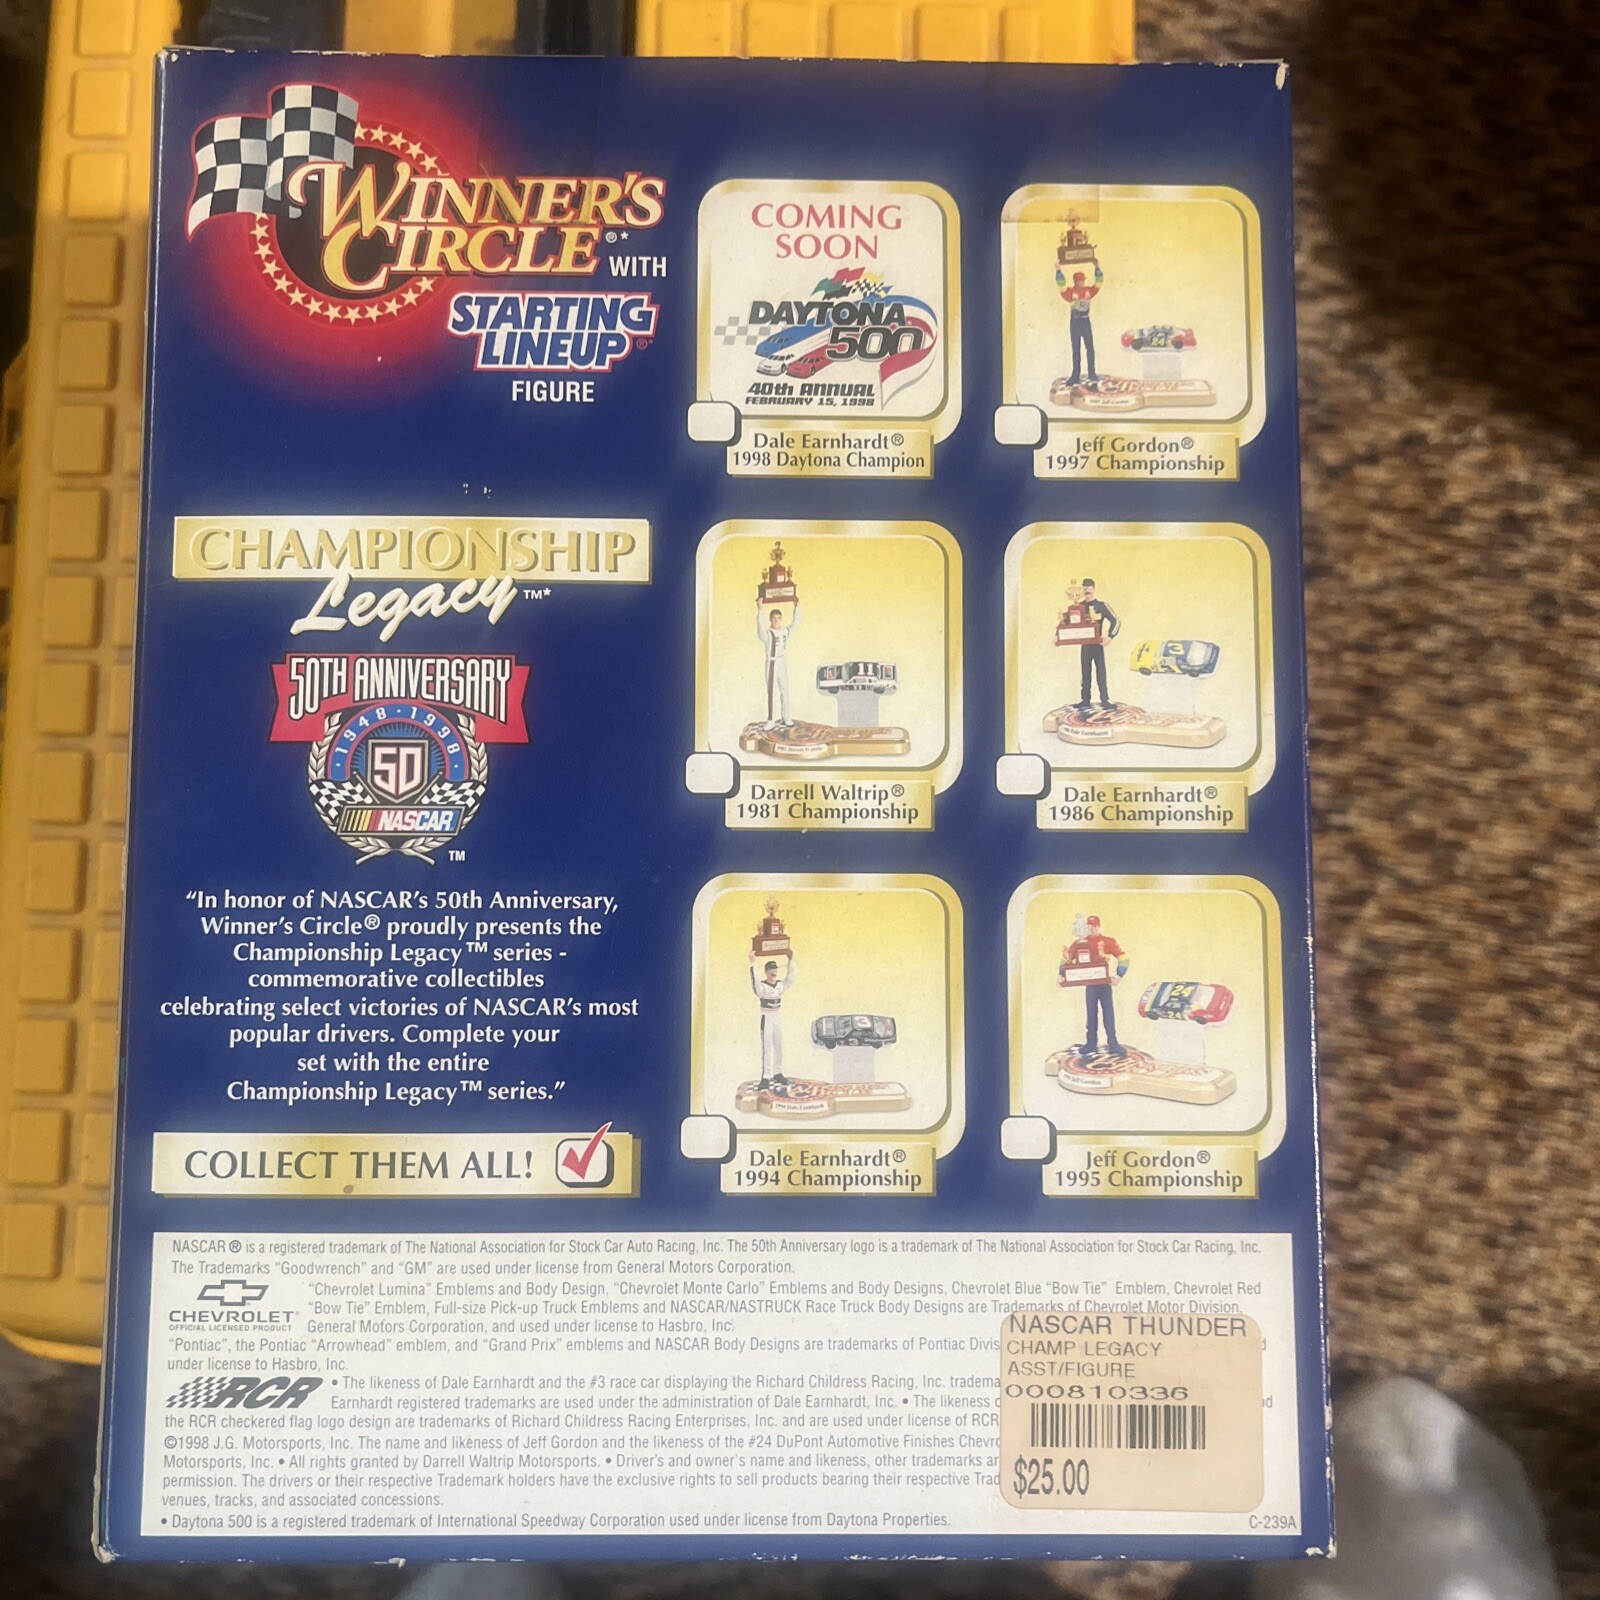 WINNER'S
CIRCLE®*
WITH
STARTING
LINEUP®
FIGURE
CHAMPIONSHIP
Legacy™*
50TH ANNIVERSARY
1948 · 1998
50
NASCAR
TM
"In honor of NASCAR's 50th Anniversary,
Winner's Circle® proudly presents the
Championship Legacy™ series -
commemorative collectibles
celebrating select victories of NASCAR's most
popular drivers. Complete your
set with the entire
Championship Legacy™ series."
COLLECT THEM ALL!
COMING
SOON
DAYTONA
500
40th ANNUAL
FEBRUARY 15, 1998
Dale Earnhardt®
1998 Daytona Champion
24
Jeff Gordon®
1997 Championship
11
Darrell Waltrip®
1981 Championship
3
Dale Earnhardt®
1986 Championship
3
Dale Earnhardt®
1994 Championship
24
24
Jeff Gordon®
1995 Championship
NASCAR ® is a registered trademark of The National Association for Stock Car Auto Racing, Inc. The 50th Anniversary logo is a trademark of The National Association for Stock Car Racing, Inc.
The Trademarks "Goodwrench" and "GM" are used under license from General Motors Corporation.
CHEVROLET
OFFICIAL LICENSED PRODUCT
"Chevrolet Lumina" Emblems and Body Design, "Chevrolet Monte Carlo" Emblems and Body Designs, Chevrolet Blue "Bow Tie" Emblem, Chevrolet Red
"Bow Tie" Emblem, Full-size Pick-up Truck Emblems and NASCAR/NASTRUCK Race Truck Body Designs are Trademarks of Chevrolet Motor Division,
General Motors Corporation, and used under license to Hasbro, Inc.
"Pontiac", the Pontiac "Arrowhead" emblem, and "Grand Prix" emblems and NASCAR Body Designs are trademarks of Pontiac Divis
under license to Hasbro, Inc.
RCR
• The likeness of Dale Earnhardt and the #3 race car displaying the Richard Childress Racing, Inc. tradema
Earnhardt registered trademarks are used under the administration of Dale Earnhardt, Inc. • The likeness
the RCR checkered flag logo design are trademarks of Richard Childress Racing Enterprises, Inc. and are used under license of RCR
©1998 J.G. Motorsports, Inc. The name and likeness of Jeff Gordon and the likeness of the #24 DuPont Automotive Finishes Chevro
Motorsports, Inc. • All rights granted by Darrell Waltrip Motorsports. • Driver's and owner's name and likeness, other trademarks ar
permission. The drivers or their respective Trademark holders have the exclusive rights to sell products bearing their respective Trad
venues, tracks, and associated concessions.
• Daytona 500 is a registered trademark of International Speedway Corporation used under license from Daytona Properties.
C-239A
NASCAR THUNDER
CHAMP LEGACY
ASST/FIGURE
000810336
$25.00